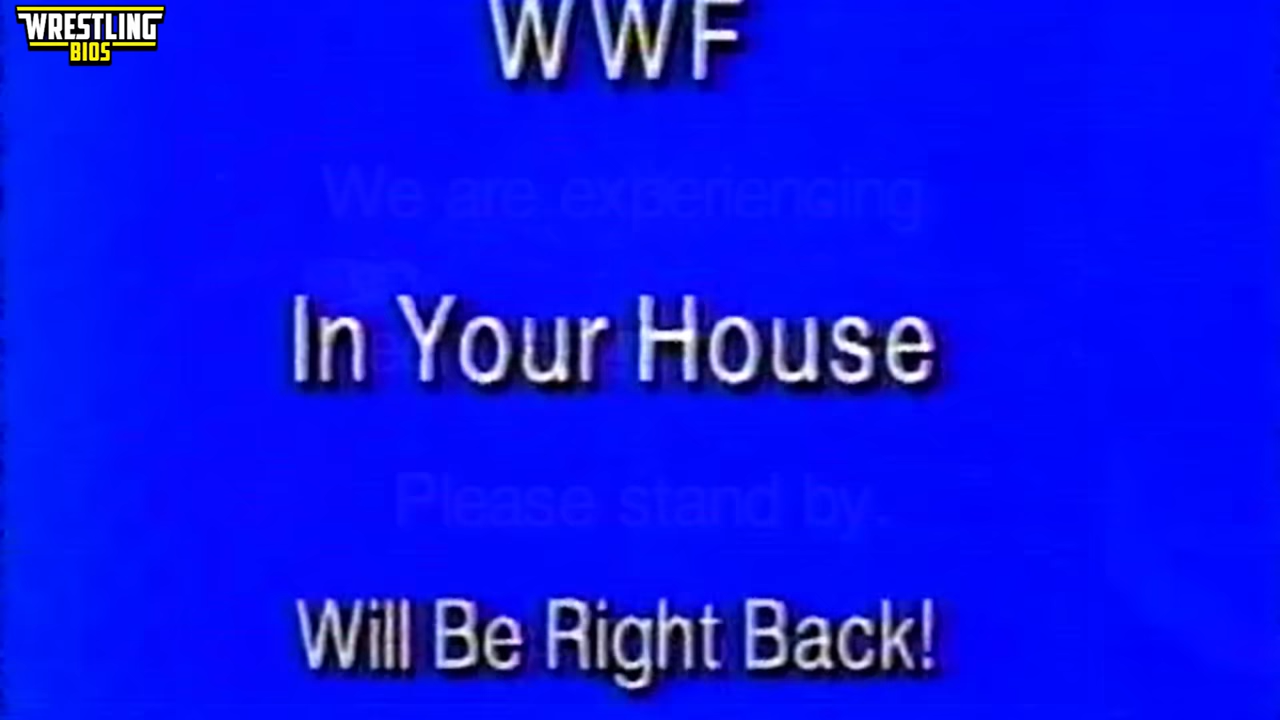 WRESTLING
BIOS
WWF
We are experiencing
In Your House
Please stand by.
Will Be Right Back!